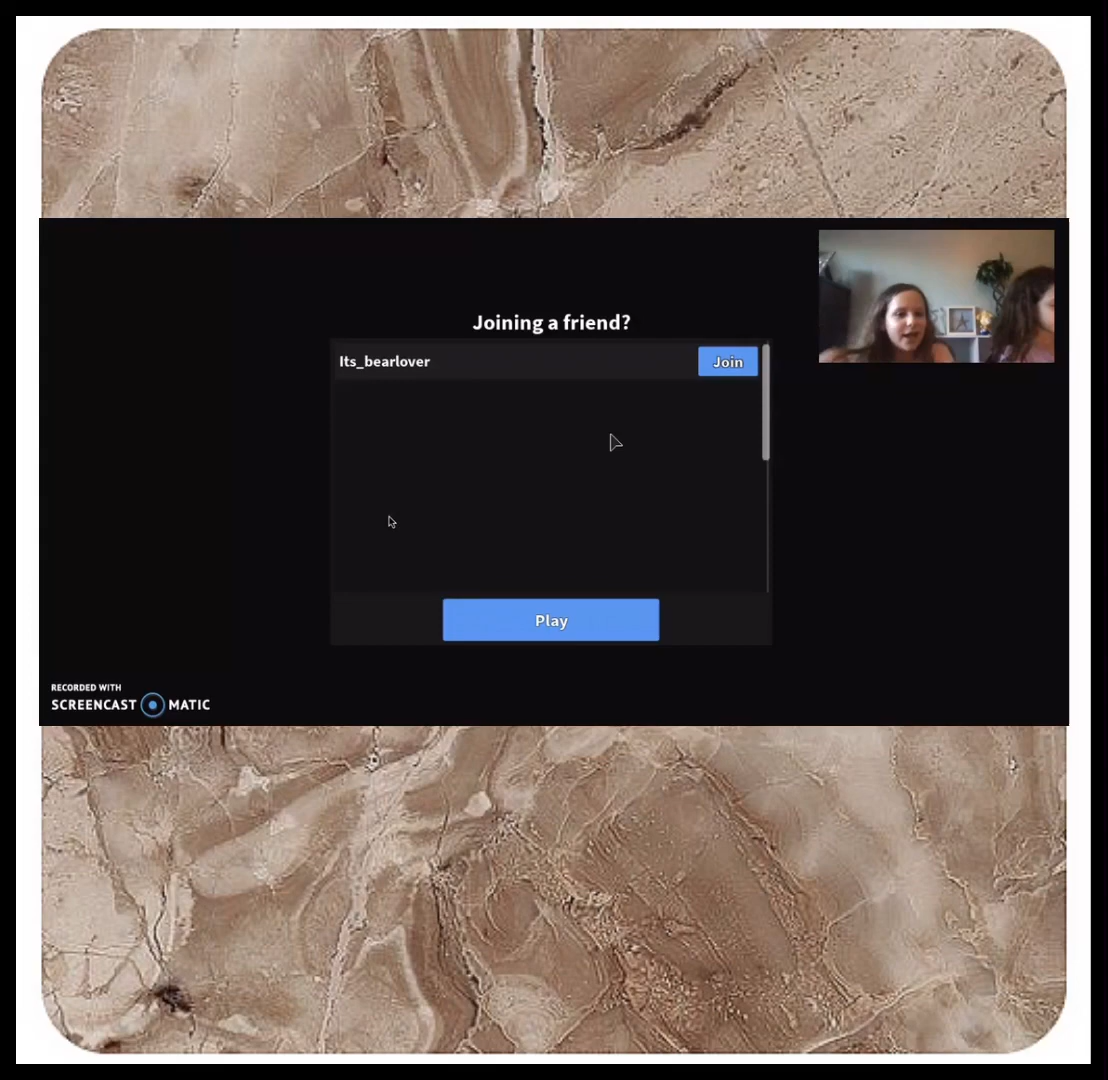 Joining a friend?
Its_bearlover
Join
Play
RECORDED WITH
SCREENCAST MATIC